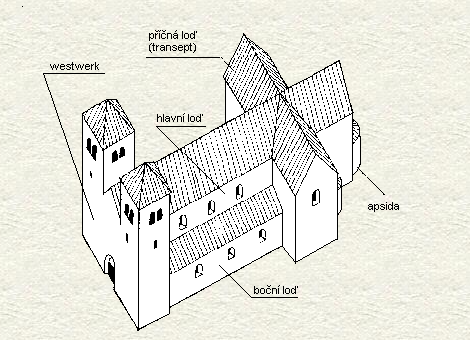 příčná loď
(transept)
westwerk
hlavní loď
apsida
boční loď